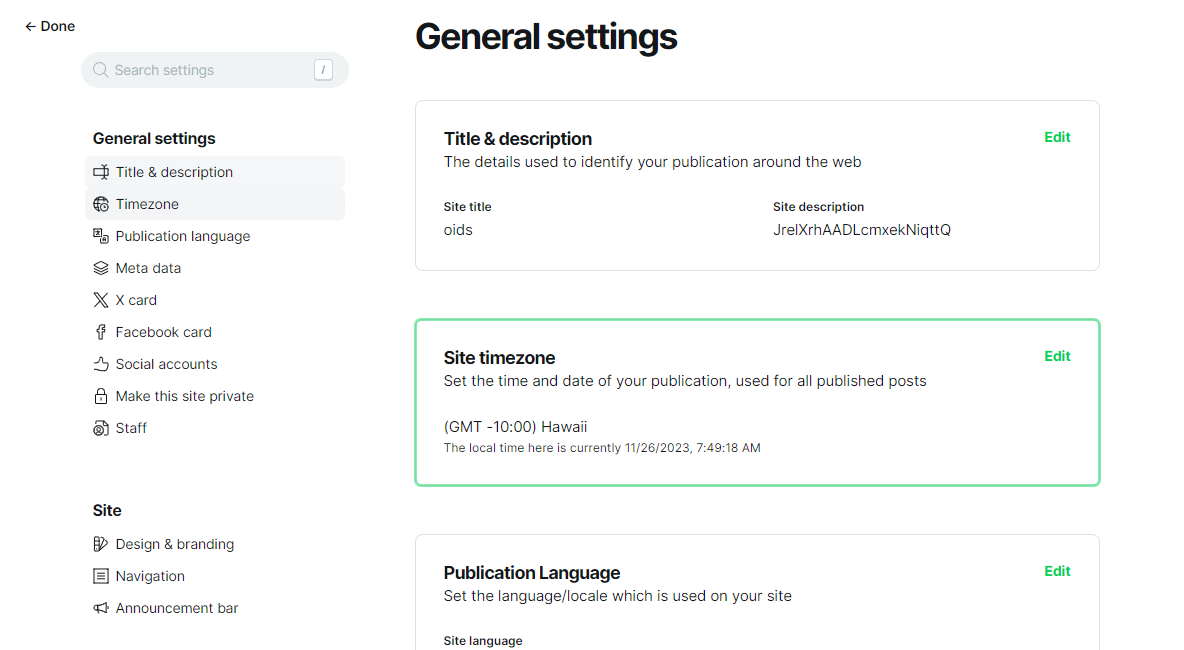 ← Done
Search settings /
General settings
Title & description
Timezone
Publication language
Meta data
X card
Facebook card
Social accounts
Make this site private
Staff
Site
Design & branding
Navigation
Announcement bar
General settings
Title & description
Edit
The details used to identify your publication around the web
Site title
oids
Site description
JrelXrhAADLcmxekNiqttQ
Site timezone
Edit
Set the time and date of your publication, used for all published posts
(GMT -10:00) Hawaii
The local time here is currently 11/26/2023, 7:49:18 AM
Publication Language
Edit
Set the language/locale which is used on your site
Site language